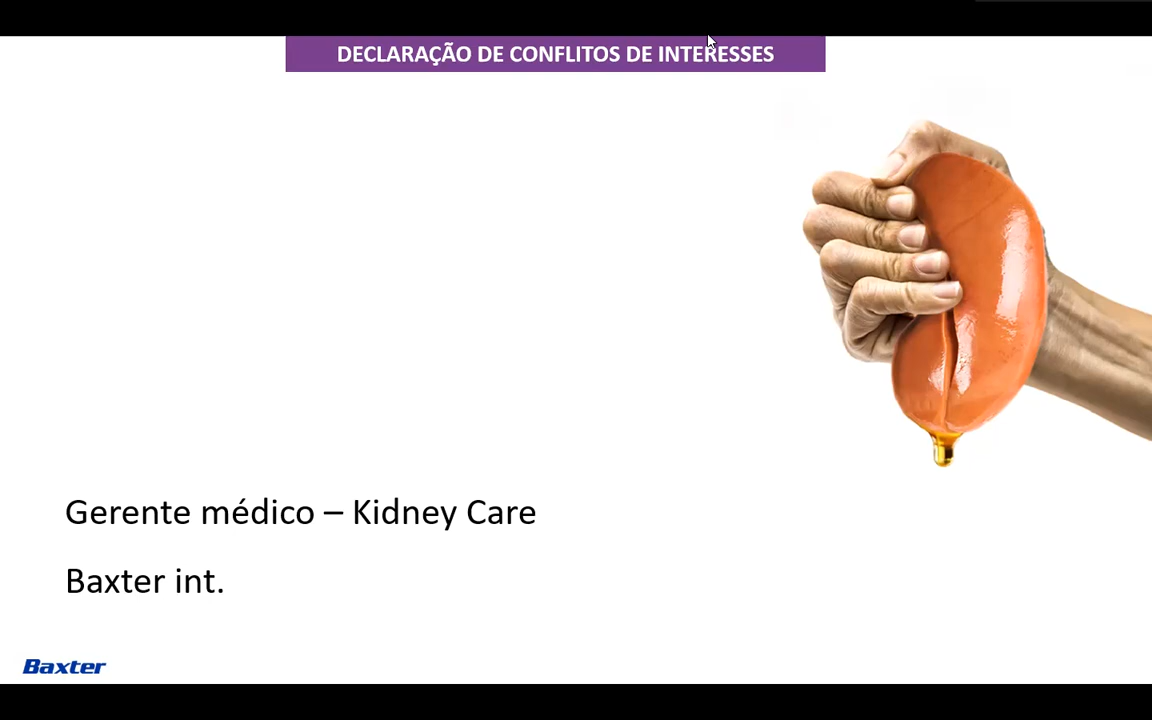 DECLARAÇÃO DE CONFLITOS DE INTERESSES
Gerente médico – Kidney Care
Baxter int.
Baxter